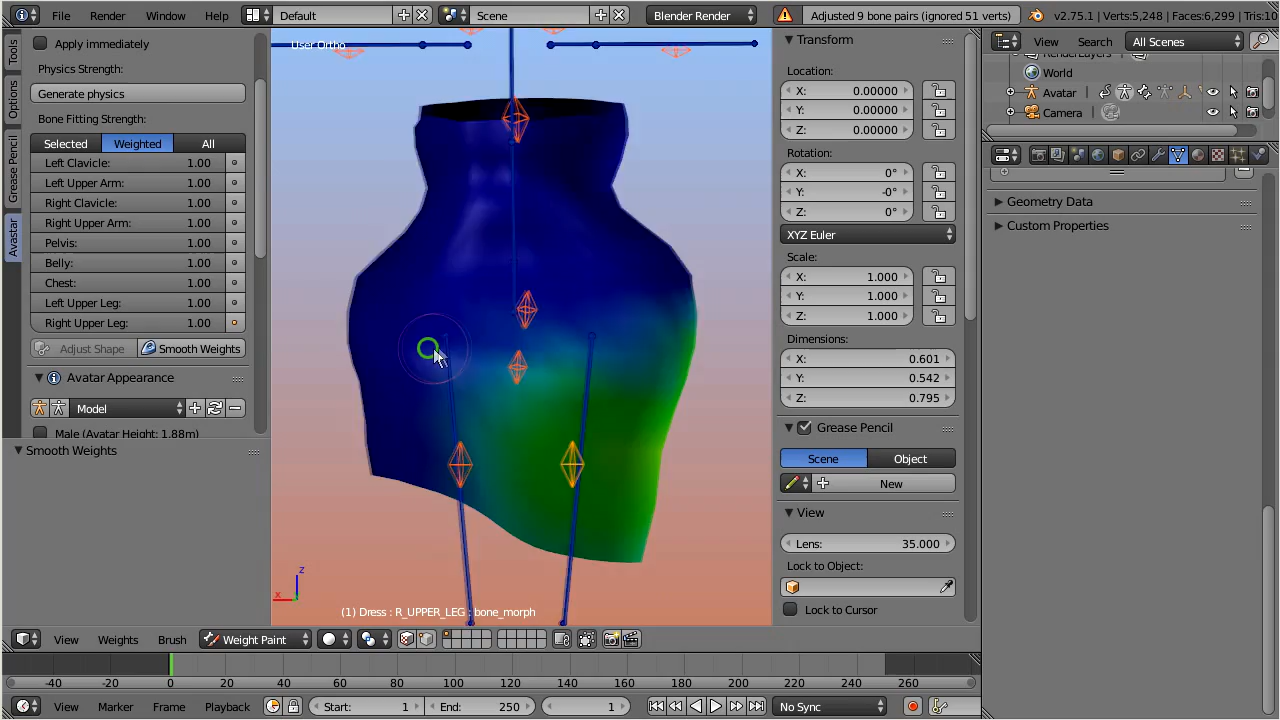 File Render Window Help Default Scene Blender Render Adjusted 9 bone pairs (ignored 51 verts) v2.75.1 | Verts:5,248 | Faces:6,299 | Tris:10
Tools
Options
Grease Pencil
Avastar
Apply immediately
Physics Strength:
Generate physics
Bone Fitting Strength:
Selected Weighted All
Left Clavicle: 1.00
Left Upper Arm: 1.00
Right Clavicle: 1.00
Right Upper Arm: 1.00
Pelvis: 1.00
Belly: 1.00
Chest: 1.00
Left Upper Leg: 1.00
Right Upper Leg: 1.00
Adjust Shape Smooth Weights
Avatar Appearance
Model
Male (Avatar Height: 1.88m)
Smooth Weights
User Ortho
z
x
(1) Dress : R_UPPER_LEG : bone_morph
Transform
Location:
X: 0.00000
Y: 0.00000
Z: 0.00000
Rotation:
X: 0°
Y: -0°
Z: 0°
XYZ Euler
Scale:
X: 1.000
Y: 1.000
Z: 1.000
Dimensions:
X: 0.601
Y: 0.542
Z: 0.795
Grease Pencil
Scene Object
New
View
Lens: 35.000
Lock to Object:
Lock to Cursor
View Search All Scenes
RenderLayers
World
Avatar
Camera
Geometry Data
Custom Properties
View Weights Brush Weight Paint
-40 -20 0 20 40 60 80 100 120 140 160 180 200 220 240 260
View Marker Frame Playback Start: 1 End: 250 1 No Sync